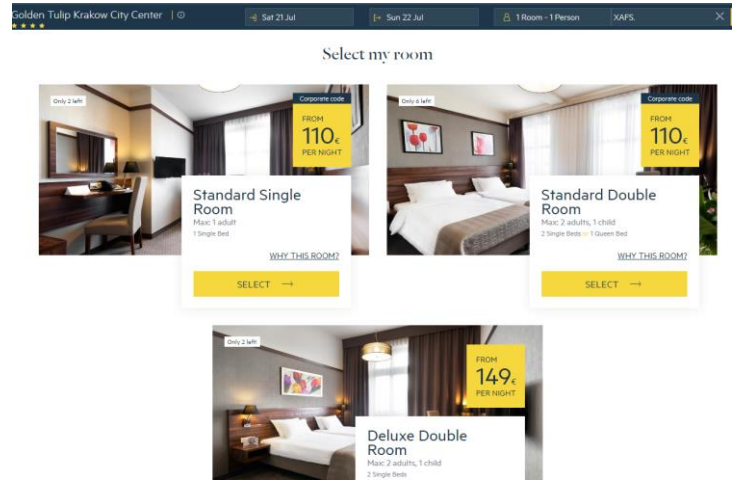 Golden Tulip Krakow City Center
Sat 21 Jul
Sun 22 Jul
1 Room - 1 Person
XAFS.
Select my room
Only 2 left!
Corporate code
FROM
110€
PER NIGHT
Standard Single
Room
Max: 1 adult
1 Single Bed
WHY THIS ROOM?
SELECT →
Only 6 left!
Corporate code
FROM
110€
PER NIGHT
Standard Double
Room
Max: 2 adults, 1 child
2 Single Beds or 1 Queen Bed
WHY THIS ROOM?
SELECT →
Only 2 left!
FROM
149€
PER NIGHT
Deluxe Double
Room
Max: 2 adults, 1 child
2 Single Beds